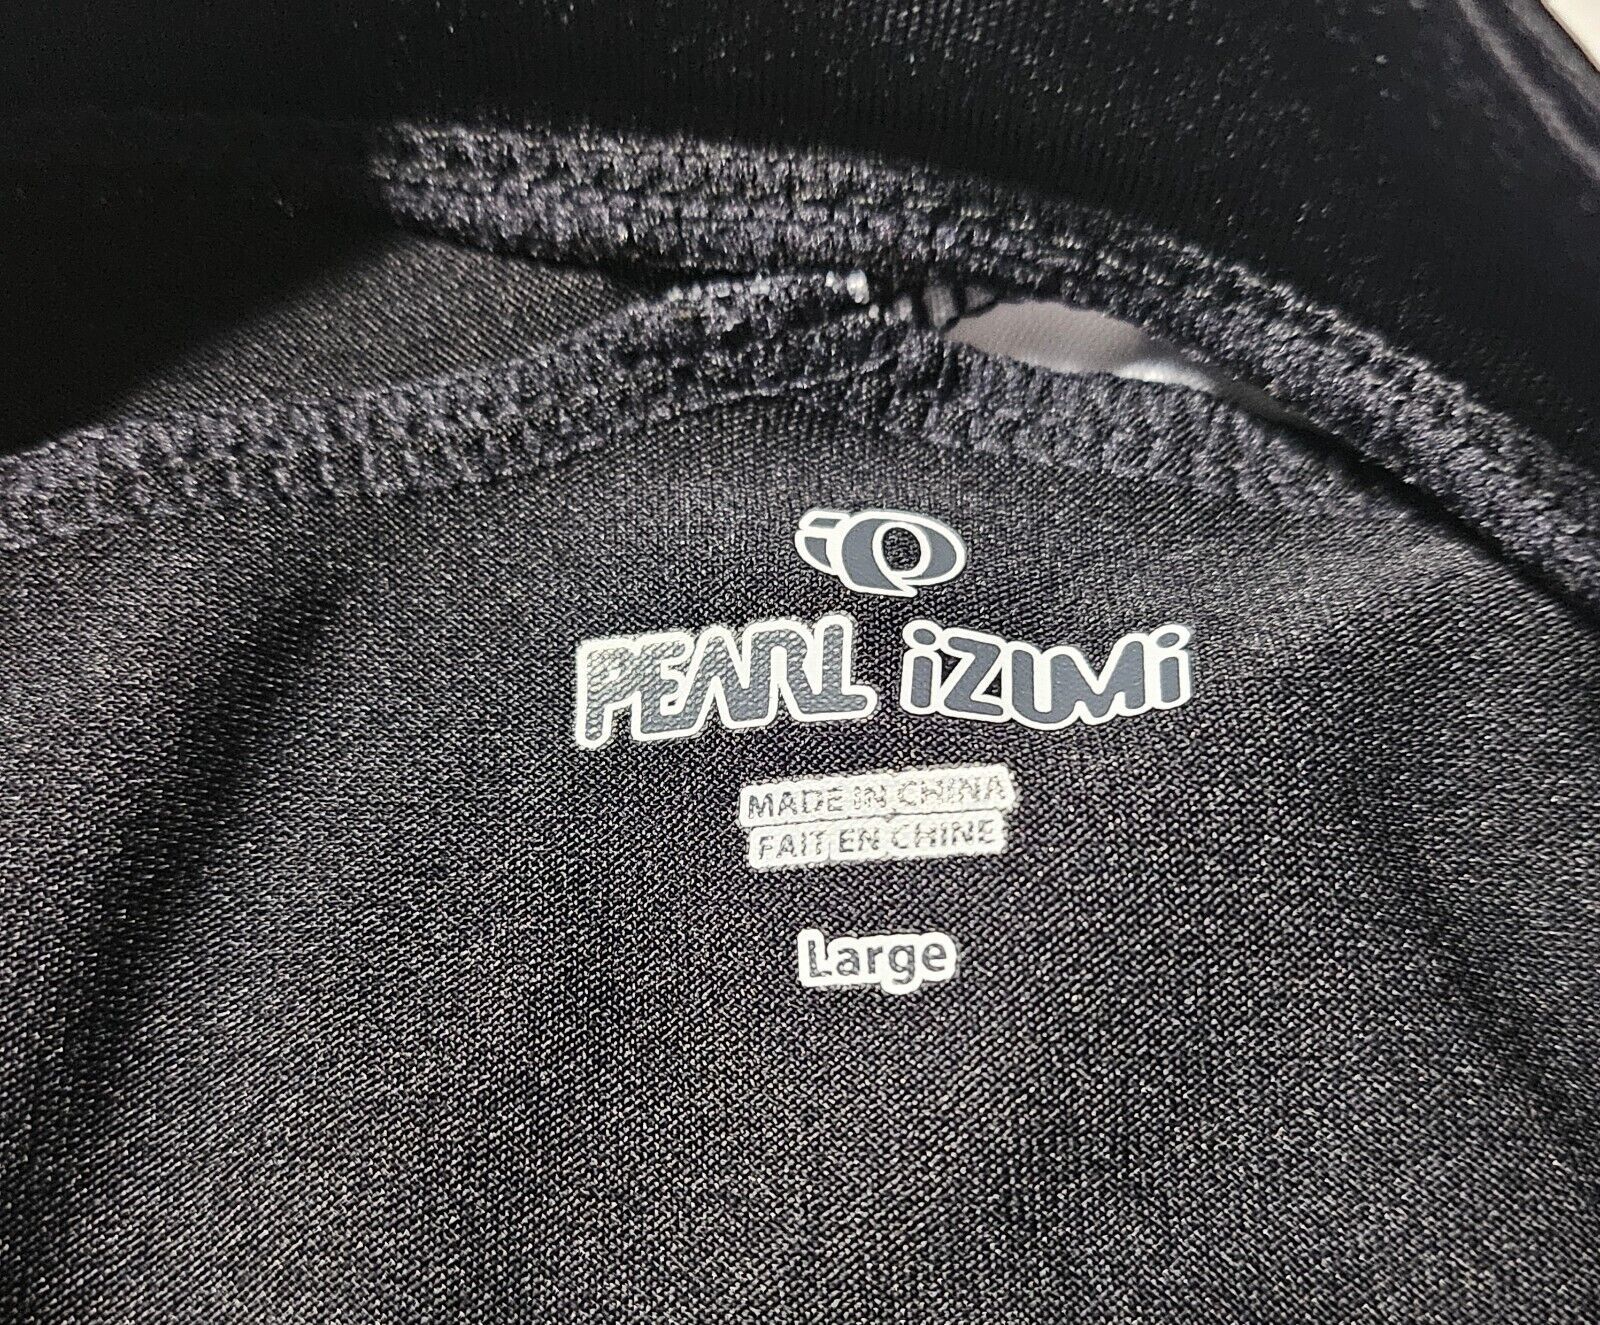 PEARL iZUMi
MADE IN CHINA
FAIT EN CHINE
Large